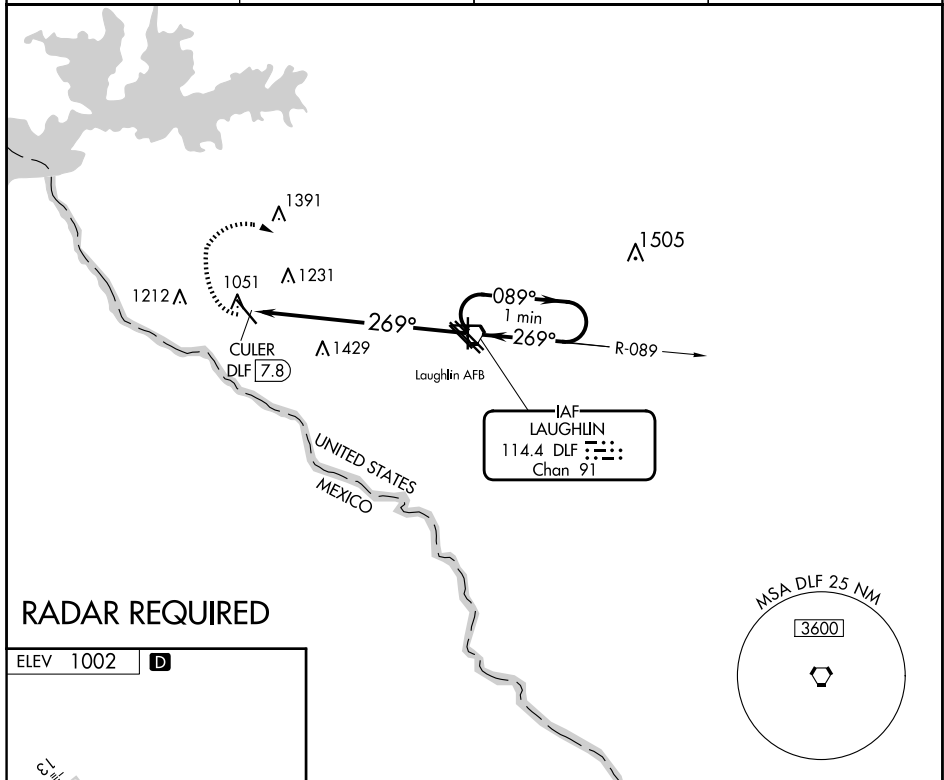 1391
1505
1051
1231
1212
089°
1 min
269°
269°
R-089
CULER
DLF 7.8
1429
Laughlin AFB
IAF
LAUGHLIN
114.4 DLF
Chan 91
UNITED STATES
MEXICO
RADAR REQUIRED
MSA DLF 25 NM
3600
ELEV 1002 D
13